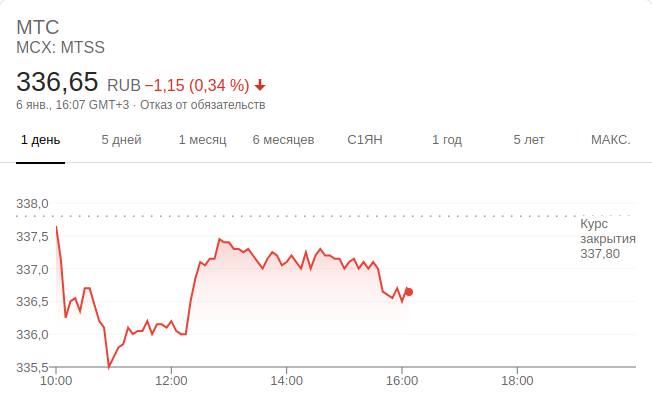 МТС
MCX: MTSS
336,65 RUB −1,15 (0,34 %)
6 янв., 16:07 GMT+3 · Отказ от обязательств
1 день 5 дней 1 месяц 6 месяцев С1ЯН 1 год 5 лет МАКС.
338,0
337,5
337,0
336,5
336,0
335,5
Курс
закрытия
337,80
10:00 12:00 14:00 16:00 18:00